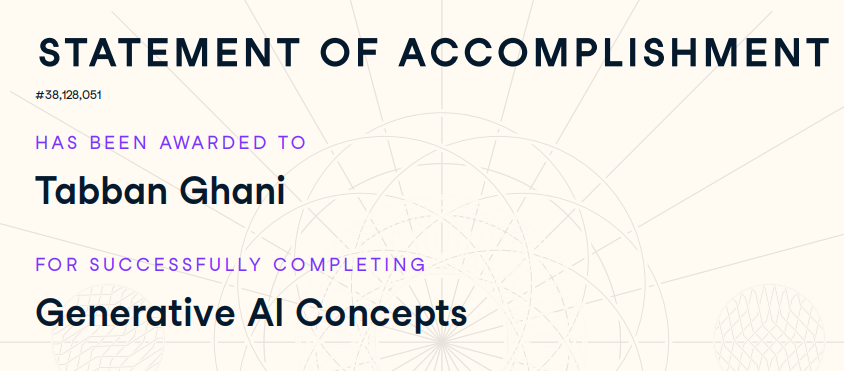 STATEMENT OF ACCOMPLISHMENT
#38,128,051
HAS BEEN AWARDED TO
Tabban Ghani
FOR SUCCESSFULLY COMPLETING
Generative AI Concepts